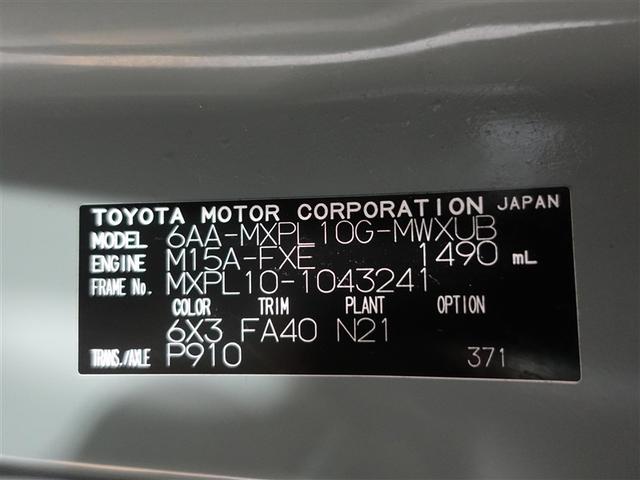 TOYOTA MOTOR CORPORATION JAPAN
MODEL 6AA-MXPL10G-MWXUB
ENGINE M15A-FXE 1490 mL
FRAME No. MXPL10-1043241
COLOR TRIM PLANT OPTION
6X3 FA40 N21
TRANS./AXLE P910 371